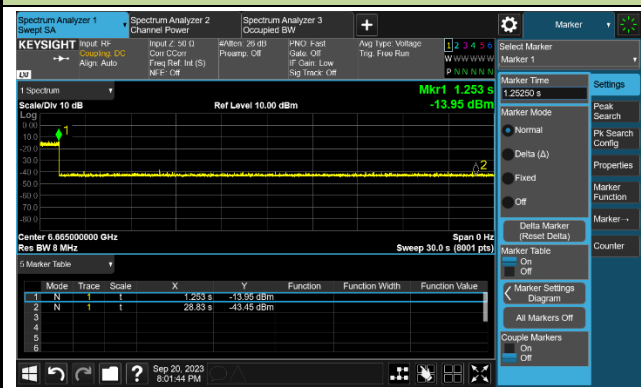 Spectrum Analyzer 1
Swept SA
Spectrum Analyzer 2
Channel Power
Spectrum Analyzer 3
Occupied BW
Marker
KEYSIGHT
Input: RF
Coupling: DC
Align: Auto
Input Z: 50 Ω
Corr CCorr
Freq Ref: Int (S)
NFE: Off
#Atten: 26 dB
Preamp: Off
PNO: Fast
Gate: Off
IF Gain: Low
Sig Track: Off
Avg Type: Voltage
Trig: Free Run
1 2 3 4 5 6
W W W W W W
P N N N N N
LXI
Select Marker
Marker 1
1 Spectrum
Scale/Div 10 dB
Ref Level 10.00 dBm
Mkr1 1.253 s
-13.95 dBm
Log
0.00
-10.0
-20.0
-30.0
-40.0
-50.0
-60.0
-70.0
-80.0
1
2
Center 6.665000000 GHz
Res BW 8 MHz
Span 0 Hz
Sweep 30.0 s (8001 pts)
5 Marker Table
Mode Trace Scale X Y Function Function Width Function Value
1 N 1 t 1.253 s -13.95 dBm
2 N 1 t 28.83 s -43.45 dBm
3
4
5
6
Marker Time
1.25250 s
Marker Mode
Normal
Delta (Δ)
Fixed
Off
Delta Marker
(Reset Delta)
Marker Table
On
Off
Marker Settings
Diagram
All Markers Off
Couple Markers
On
Off
Settings
Peak
Search
Pk Search
Config
Properties
Marker
Function
Marker→
Counter
Sep 20, 2023
8:01:44 PM